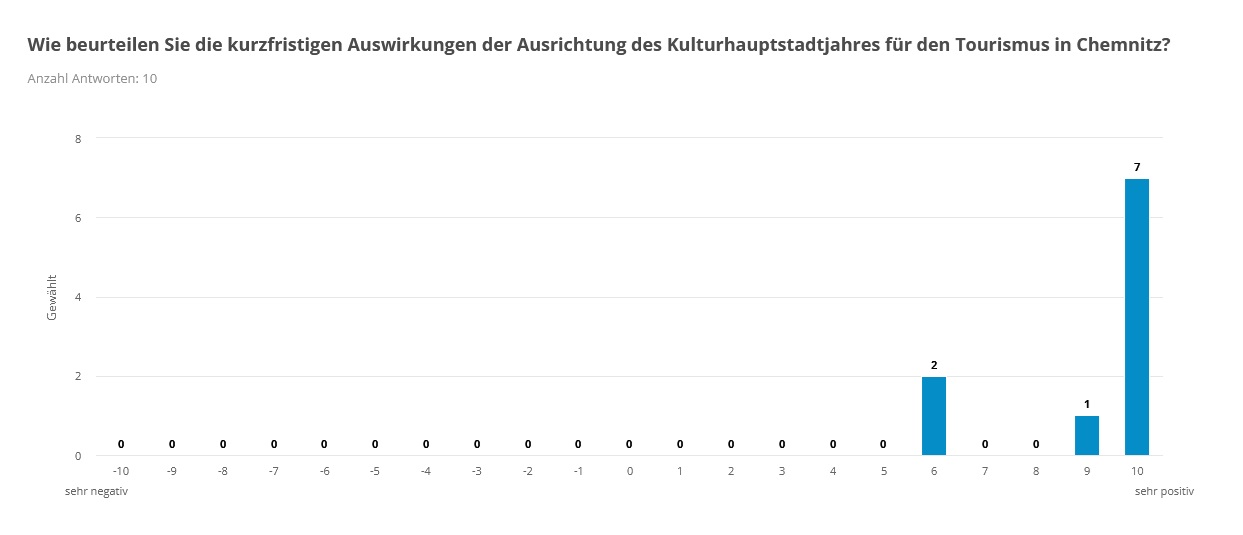 Wie beurteilen Sie die kurzfristigen Auswirkungen der Ausrichtung des Kulturhauptstadtjahres für den Tourismus in Chemnitz?
Anzahl Antworten: 10
8
6
4
2
0
Gewählt
0 0 0 0 0 0 0 0 0 0 0 0 0 0 0 0 2 0 0 1 7
-10 -9 -8 -7 -6 -5 -4 -3 -2 -1 0 1 2 3 4 5 6 7 8 9 10
sehr negativ sehr positiv